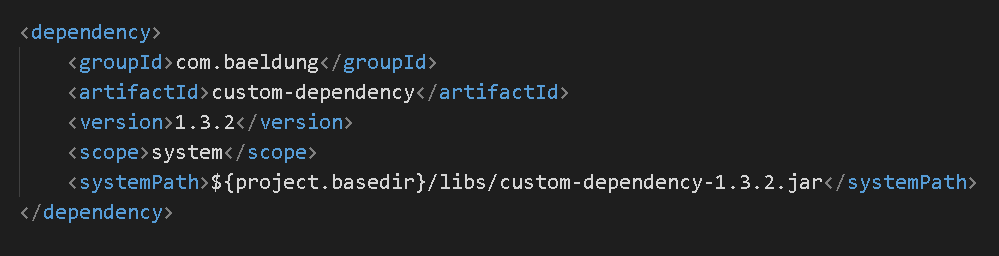 <dependency>
<groupId>com.baeldung</groupId>
<artifactId>custom-dependency</artifactId>
<version>1.3.2</version>
<scope>system</scope>
<systemPath>${project.basedir}/libs/custom-dependency-1.3.2.jar</systemPath>
</dependency>